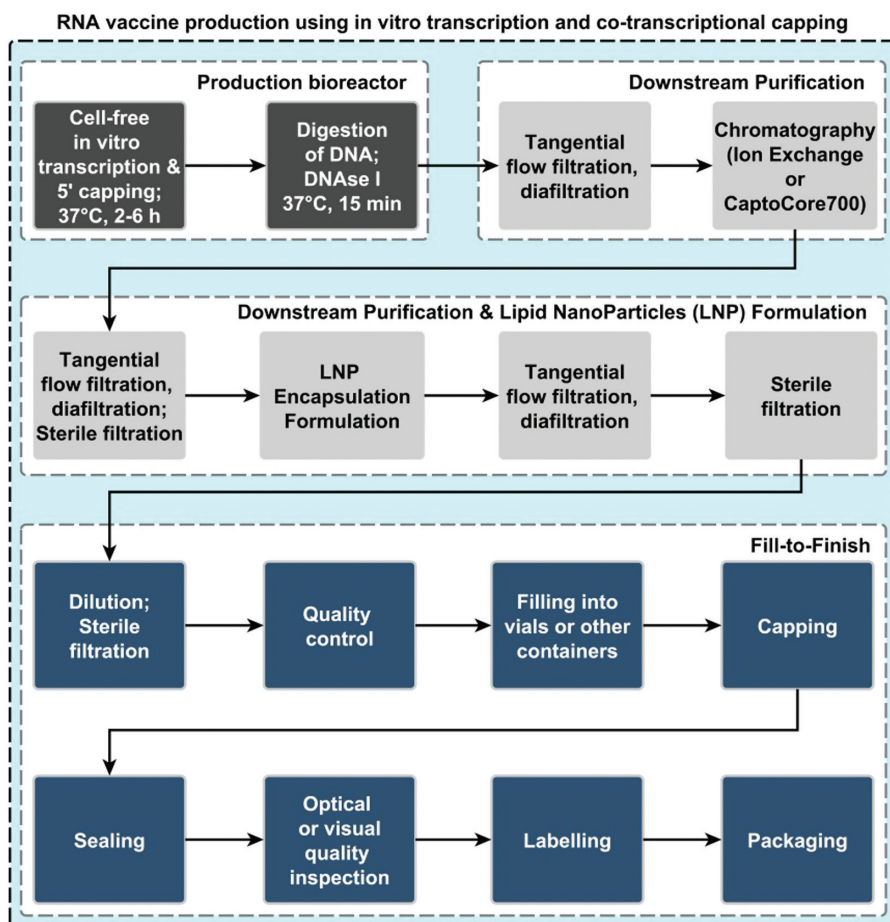 RNA vaccine production using in vitro transcription and co-transcriptional capping
Production bioreactor
Cell-free
in vitro
transcription &
5' capping;
37°C, 2-6 h
Digestion
of DNA;
DNAse I
37°C, 15 min
Downstream Purification
Tangential
flow filtration,
diafiltration
Chromatography
(Ion Exchange
or
CaptoCore700)
Downstream Purification & Lipid NanoParticles (LNP) Formulation
Tangential
flow filtration,
diafiltration;
Sterile filtration
LNP
Encapsulation
Formulation
Tangential
flow filtration,
diafiltration
Sterile
filtration
Fill-to-Finish
Dilution;
Sterile
filtration
Quality
control
Filling into
vials or other
containers
Capping
Sealing
Optical
or visual
quality
inspection
Labelling
Packaging